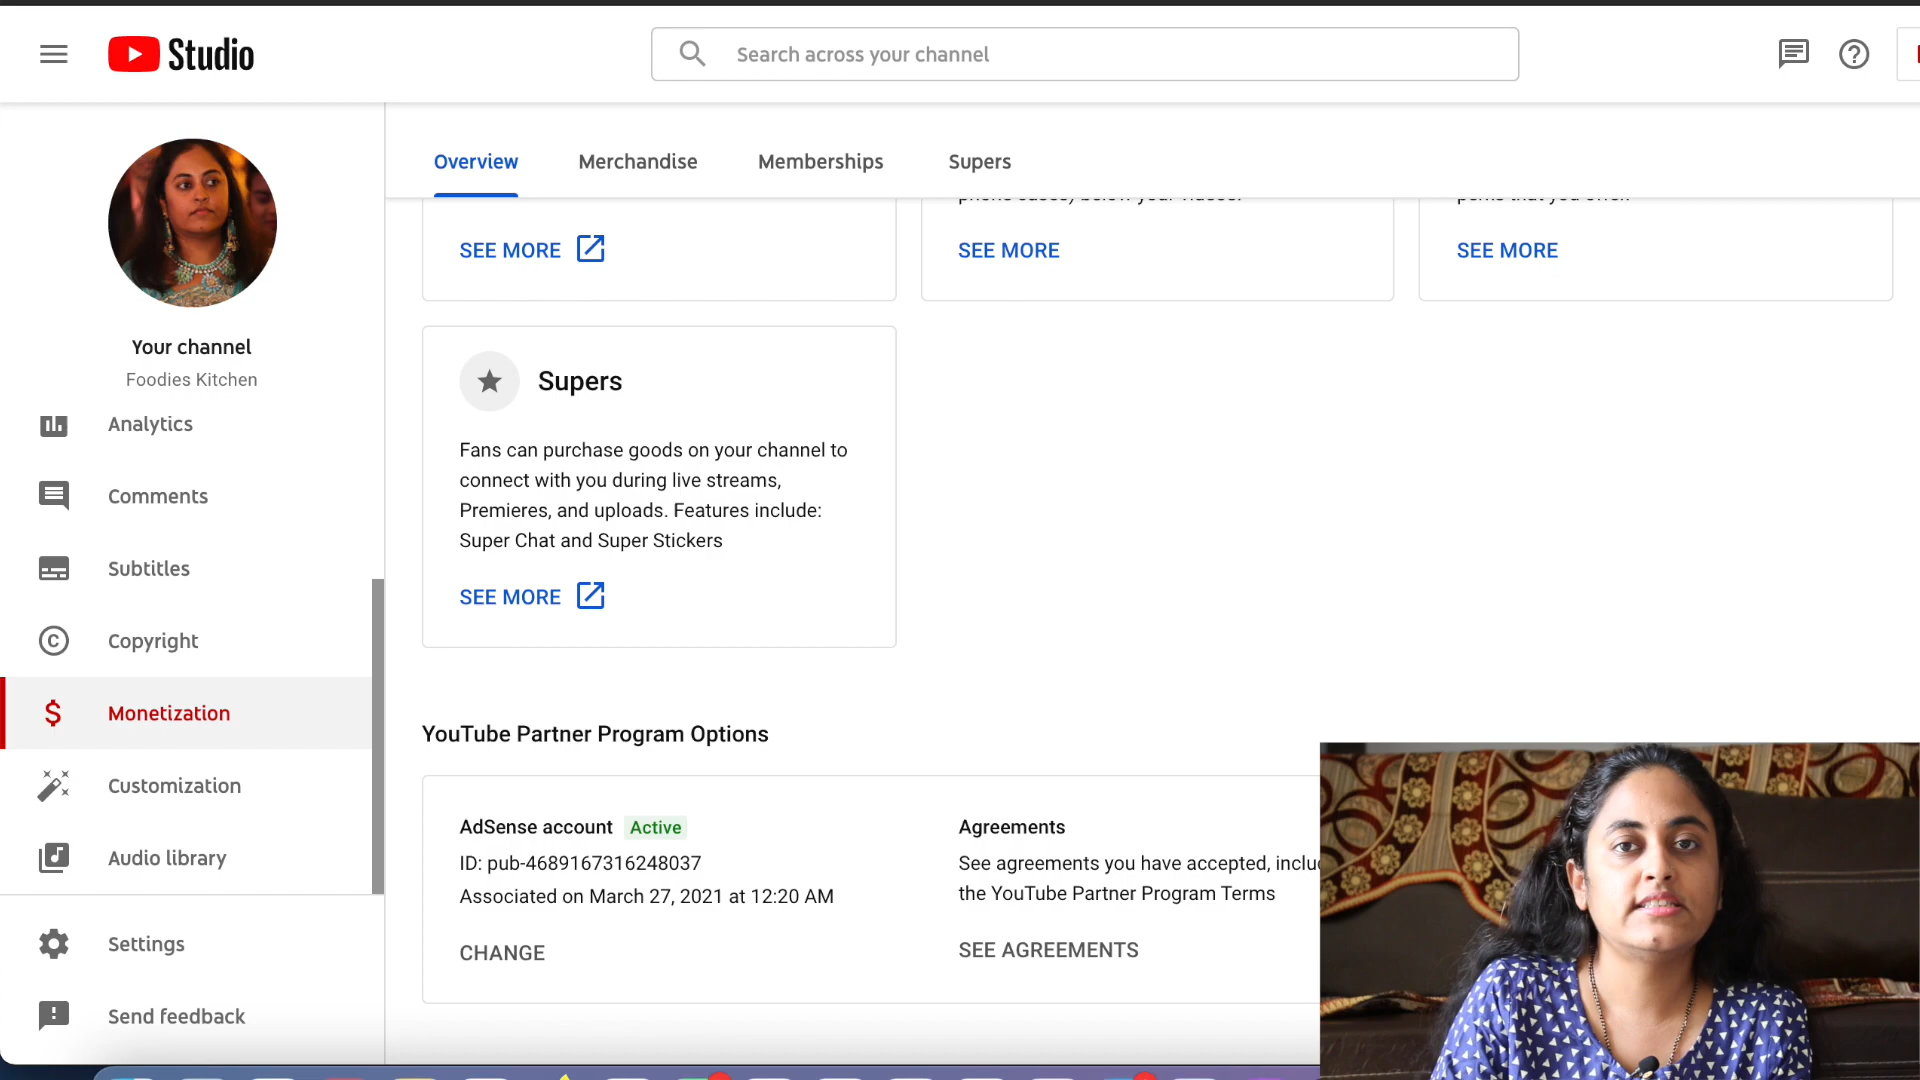 Studio
Search across your channel
Your channel
Foodies Kitchen
Analytics
Comments
Subtitles
Copyright
Monetization
Customization
Audio library
Settings
Send feedback
Overview
Merchandise
Memberships
Supers
SEE MORE
SEE MORE
SEE MORE
Supers
Fans can purchase goods on your channel to
connect with you during live streams,
Premieres, and uploads. Features include:
Super Chat and Super Stickers
SEE MORE
YouTube Partner Program Options
AdSense account Active
ID: pub-4689167316248037
Associated on March 27, 2021 at 12:20 AM
CHANGE
Agreements
See agreements you have accepted,
the YouTube Partner Program Terms
SEE AGREEMENTS